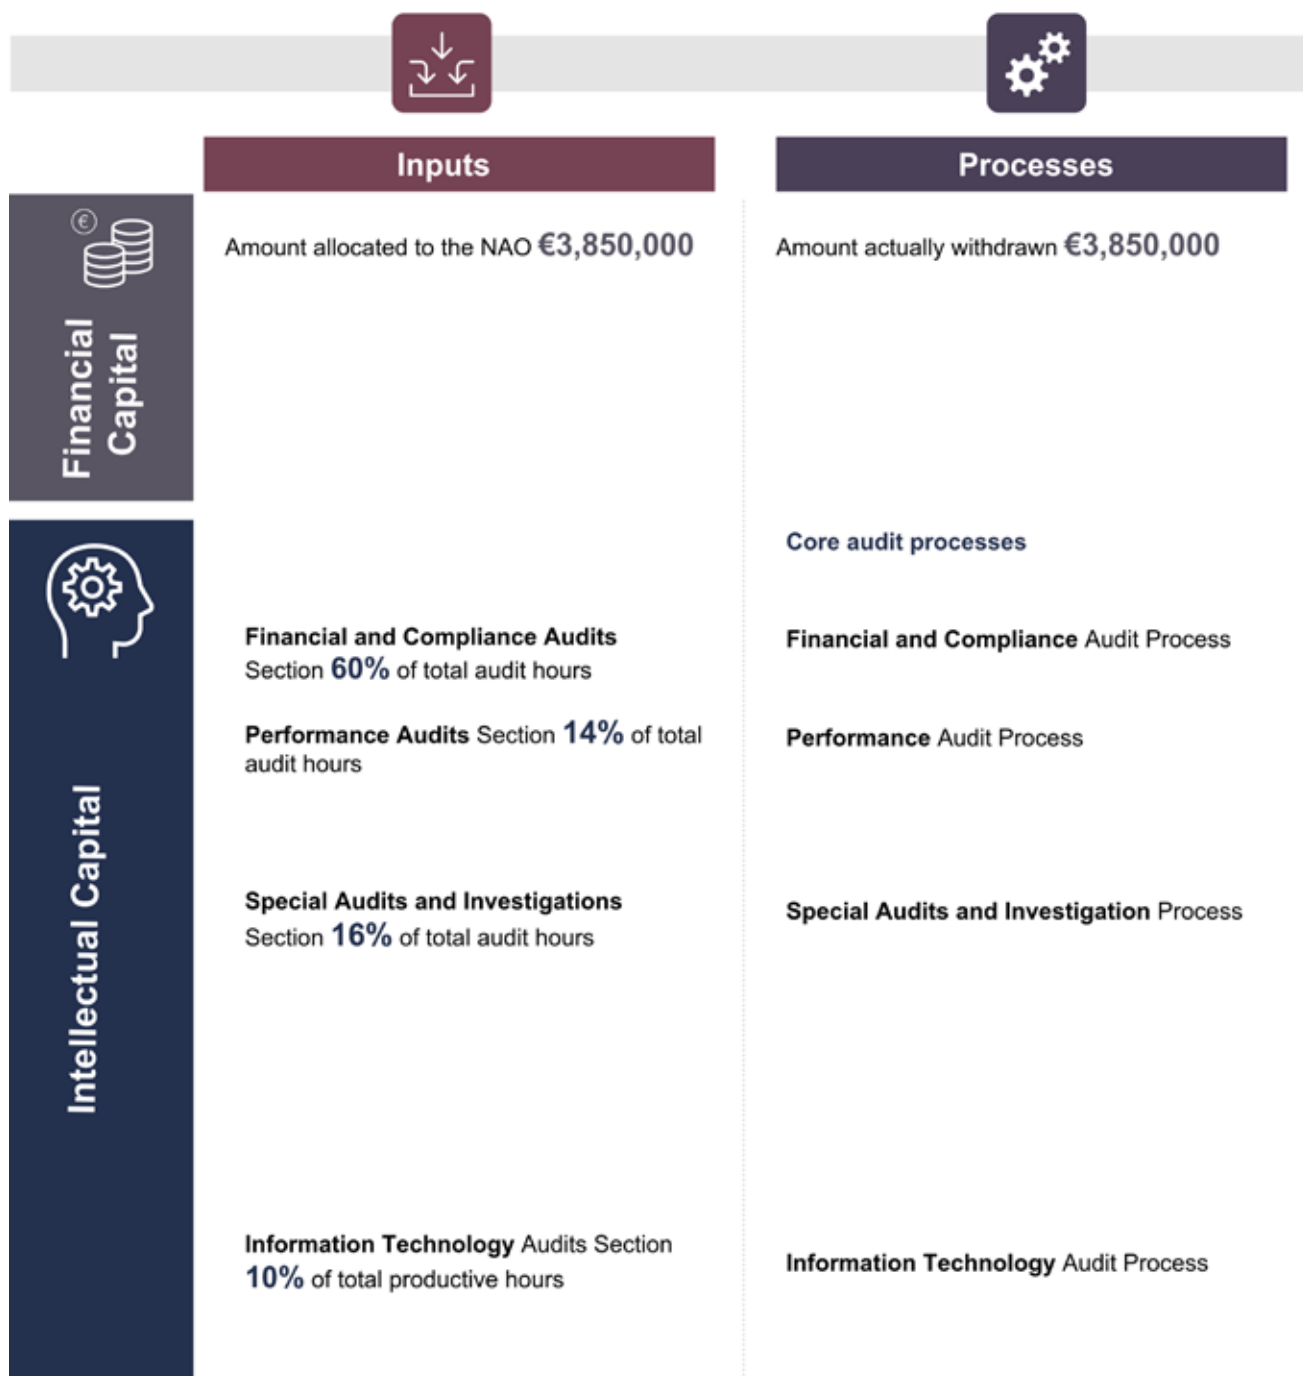 Inputs
Processes
€
Financial
Capital
Amount allocated to the NAO €3,850,000
Amount actually withdrawn €3,850,000
Intellectual Capital
Core audit processes
Financial and Compliance Audits
Section 60% of total audit hours
Financial and Compliance Audit Process
Performance Audits Section 14% of total
audit hours
Performance Audit Process
Special Audits and Investigations
Section 16% of total audit hours
Special Audits and Investigation Process
Information Technology Audits Section
10% of total productive hours
Information Technology Audit Process